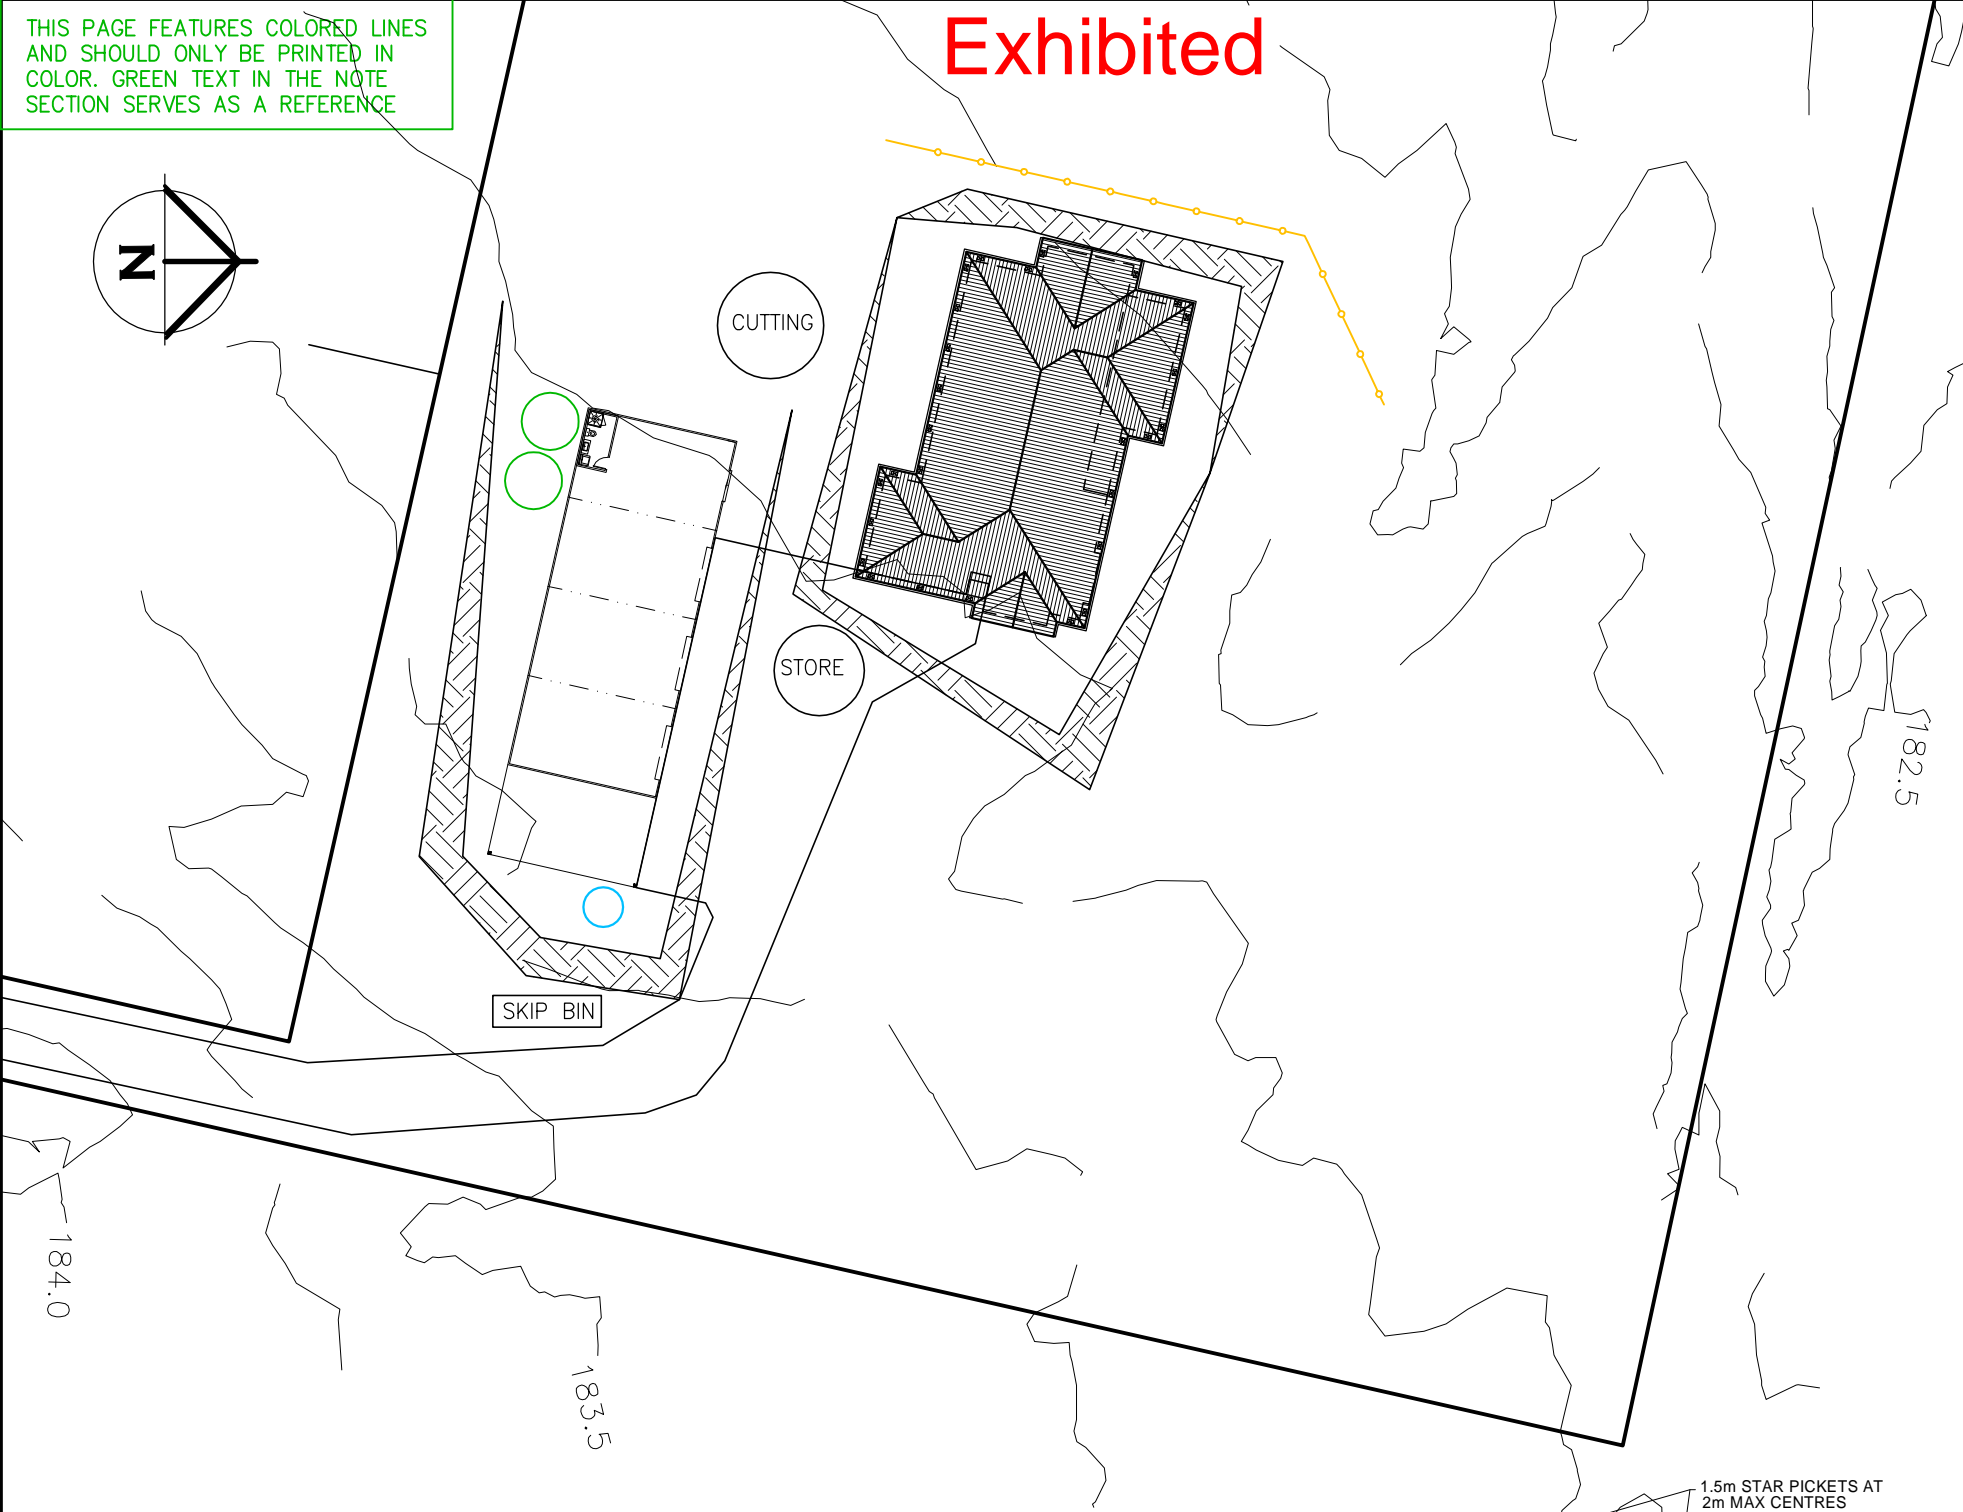 THIS PAGE FEATURES COLORED LINES
AND SHOULD ONLY BE PRINTED IN
COLOR. GREEN TEXT IN THE NOTE
SECTION SERVES AS A REFERENCE
Exhibited
N
CUTTING
STORE
SKIP BIN
182.5
184.0
183.5
1.5m STAR PICKETS AT
2m MAX CENTRES